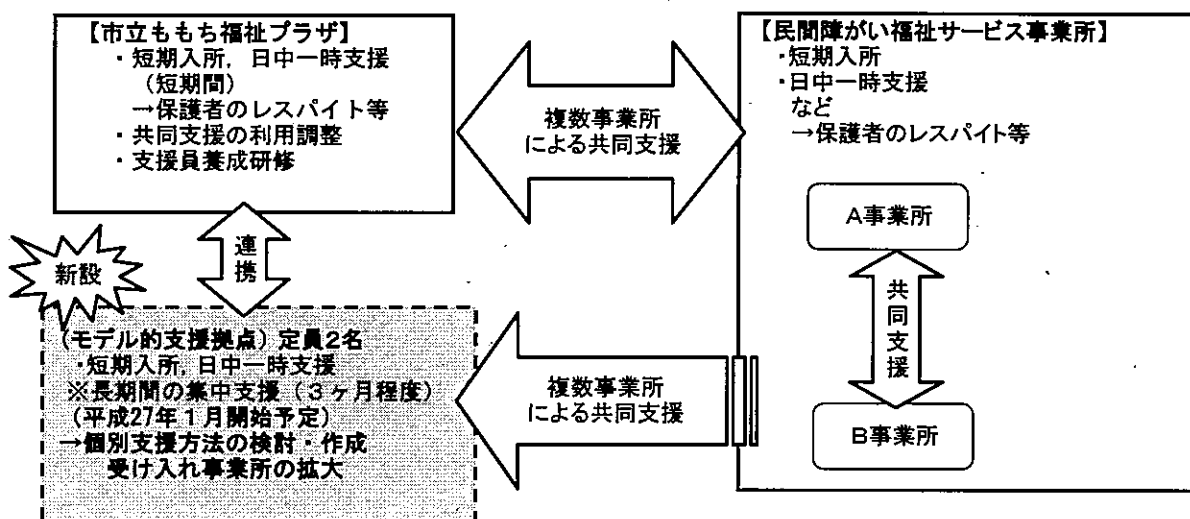 【市立ももち福祉プラザ】
・短期入所，日中一時支援
（短期間）
→保護者のレスパイト等
・共同支援の利用調整
・支援員養成研修
複数事業所
による共同支援
【民間障がい福祉サービス事業所】
・短期入所
・日中一時支援
など
→保護者のレスパイト等
A事業所
共同支援
B事業所
連携
新設
（モデル的支援拠点）定員２名
・短期入所，日中一時支援
※長期間の集中支援（３ヶ月程度）
（平成27年１月開始予定）
→個別支援方法の検討・作成
受け入れ事業所の拡大
複数事業所
による共同支援